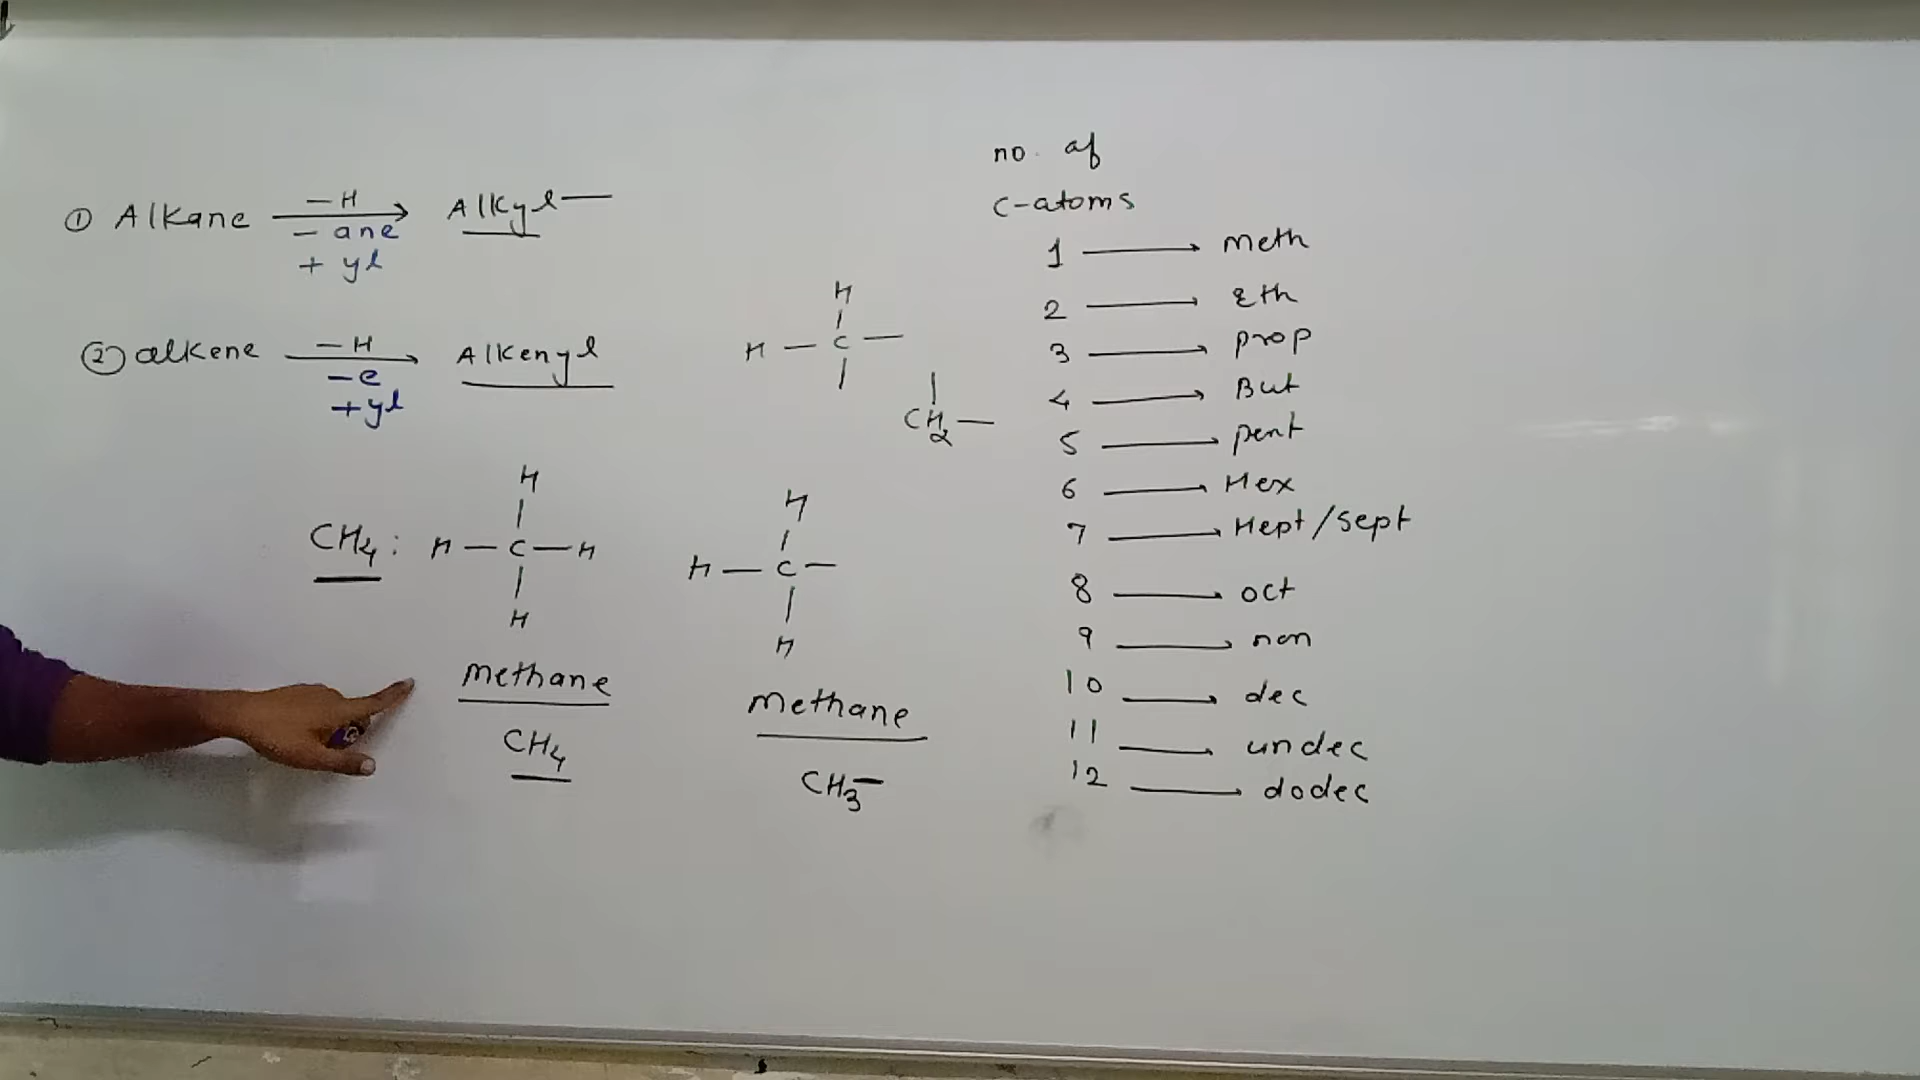 ① Alkane —H→ Alkyl—
- ane
+ yl
② alkene —H→ Alkenyl
-e
+yl
H
H — C —
CH2—
CH4:
H
H — C — H
H
methane
CH4
H
H — C —
H
methane
CH3—
no. of
C-atoms
1 → meth
2 → Eth
3 → prop
4 → But
5 → pent
6 → Hex
7 → Hept/sept
8 → oct
9 → non
10 → dec
11 → undec
12 → dodec